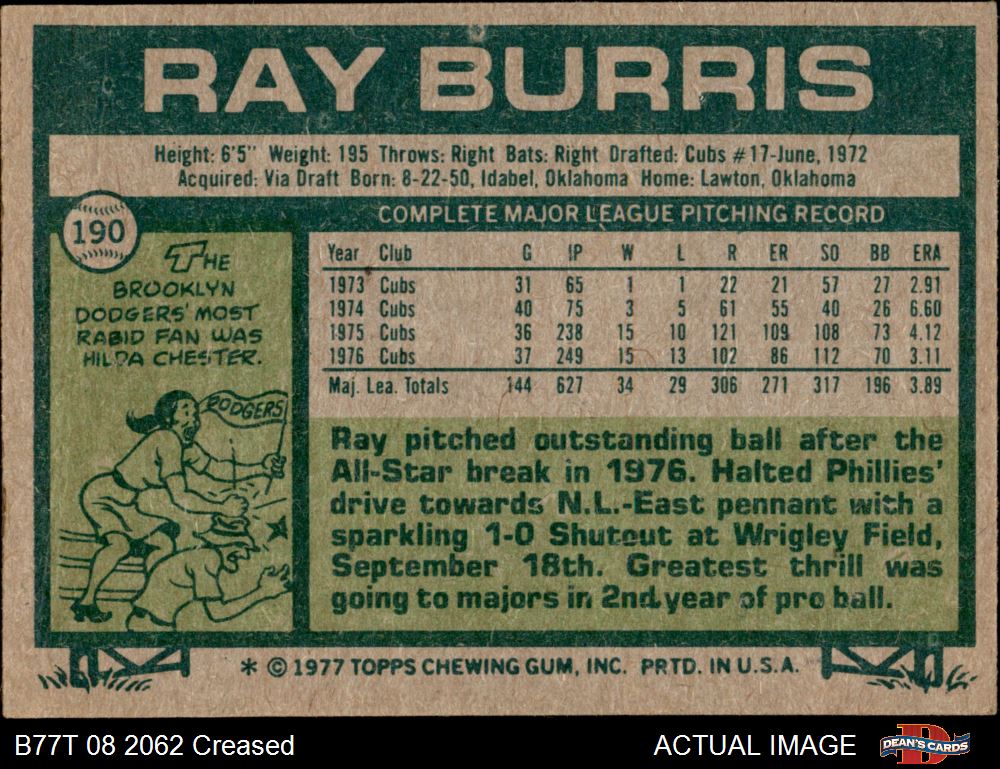 RAY BURRIS
Height: 6'5" Weight: 195 Throws: Right Bats: Right Drafted: Cubs #17-June, 1972
Acquired: Via Draft Born: 8-22-50, Idabel, Oklahoma Home: Lawton, Oklahoma
190
THE
BROOKLYN
DODGERS' MOST
RABID FAN WAS
HILDA CHESTER.
DODGERS
COMPLETE MAJOR LEAGUE PITCHING RECORD
Year Club G IP W L R ER SO BB ERA
1973 Cubs 31 65 1 1 22 21 57 27 2.91
1974 Cubs 40 75 3 5 61 55 40 26 6.60
1975 Cubs 36 238 15 10 121 109 108 73 4.12
1976 Cubs 37 249 15 13 102 86 112 70 3.11
Maj. Lea. Totals 144 627 34 29 306 271 317 196 3.89
Ray pitched outstanding ball after the
All-Star break in 1976. Halted Phillies'
drive towards N.L.-East pennant with a
sparkling 1-0 Shutout at Wrigley Field,
September 18th. Greatest thrill was
going to majors in 2nd year of pro ball.
* © 1977 TOPPS CHEWING GUM, INC. PRTD. IN U.S.A.
B77T 08 2062 Creased
ACTUAL IMAGE
DEAN'S CARDS